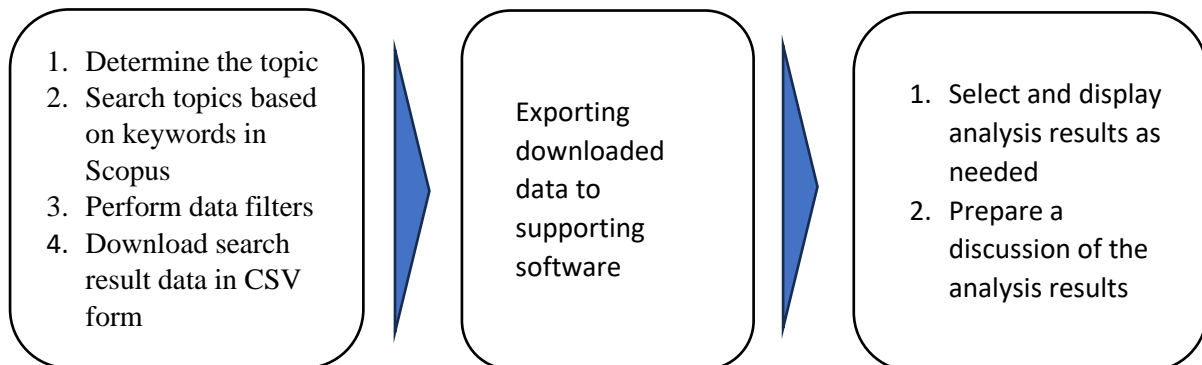 1. Determine the topic
2. Search topics based
on keywords in
Scopus
3. Perform data filters
4. Download search
result data in CSV
form
Exporting
downloaded
data to
supporting
software
1. Select and display
analysis results as
needed
2. Prepare a
discussion of the
analysis results